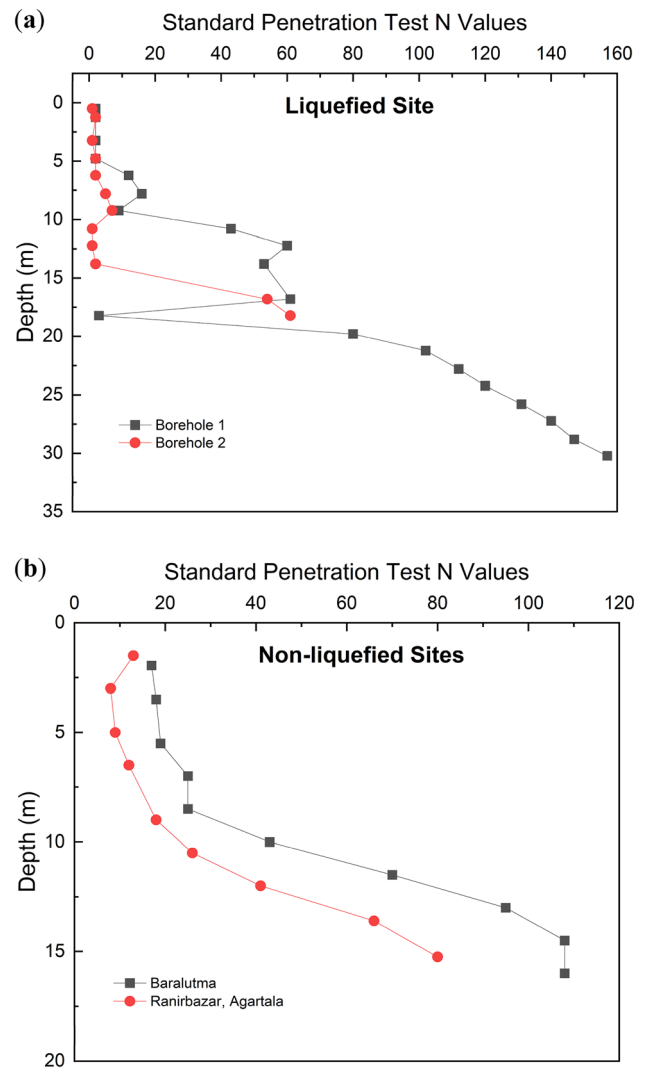 (a)
Standard Penetration Test N Values
0 20 40 60 80 100 120 140 160
Liquefied Site
Depth (m)
0
5
10
15
20
25
30
35
Borehole 1
Borehole 2
(b)
Standard Penetration Test N Values
0 20 40 60 80 100 120
Non-liquefied Sites
Depth (m)
0
5
10
15
20
Baralutma
Ranirbazar, Agartala